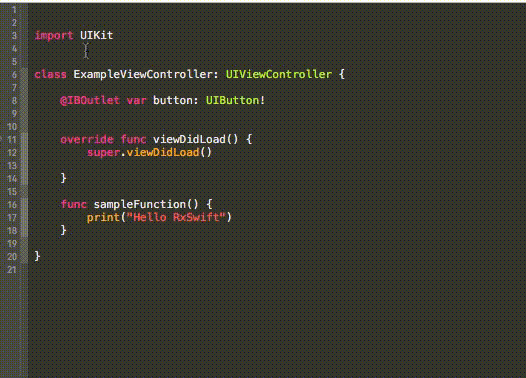 1
2
3 import UIKit
4
5
6 class ExampleViewController: UIViewController {
7
8 @IBOutlet var button: UIButton!
9
10
11 override func viewDidLoad() {
12 super.viewDidLoad()
13
14 }
15
16 func sampleFunction() {
17 print("Hello RxSwift")
18 }
19
20 }
21